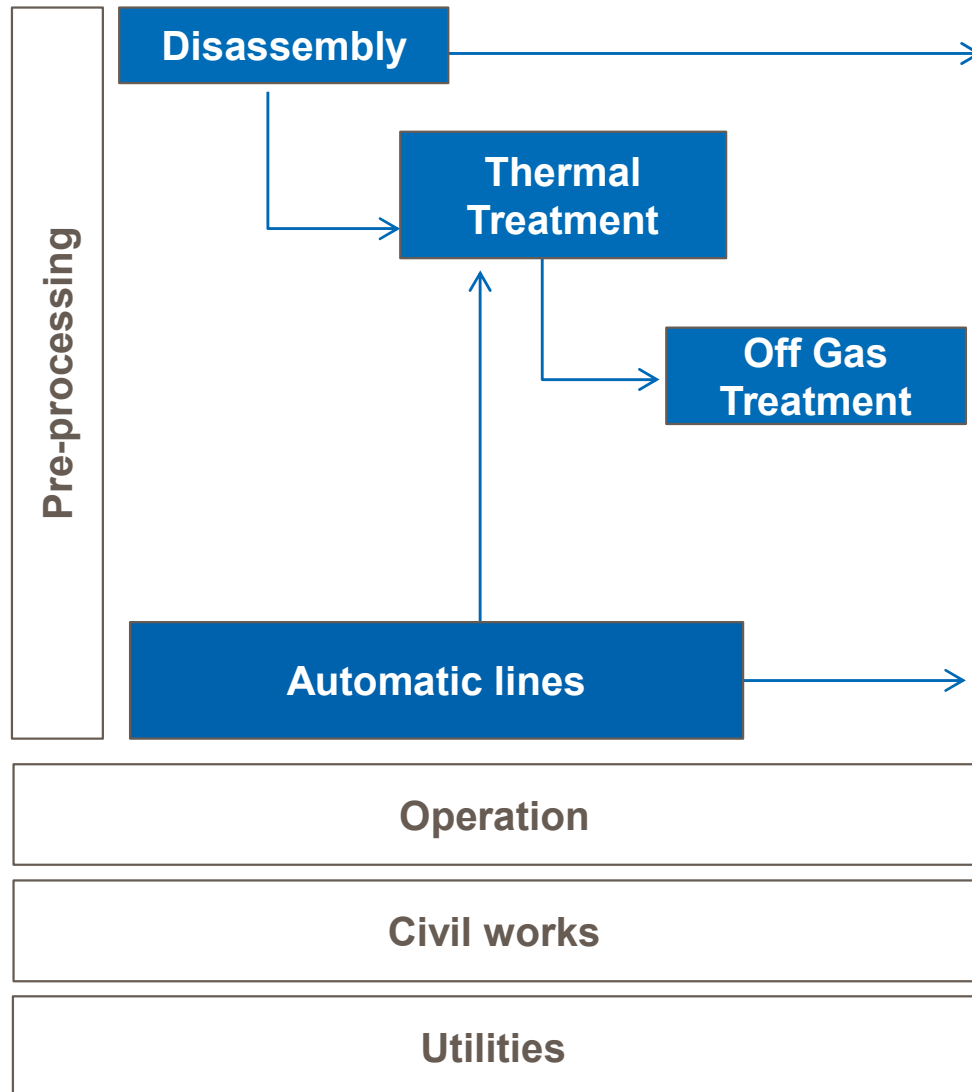 Disassembly
Thermal
Treatment
Pre-processing
Off Gas
Treatment
Automatic lines
Operation
Civil works
Utilities